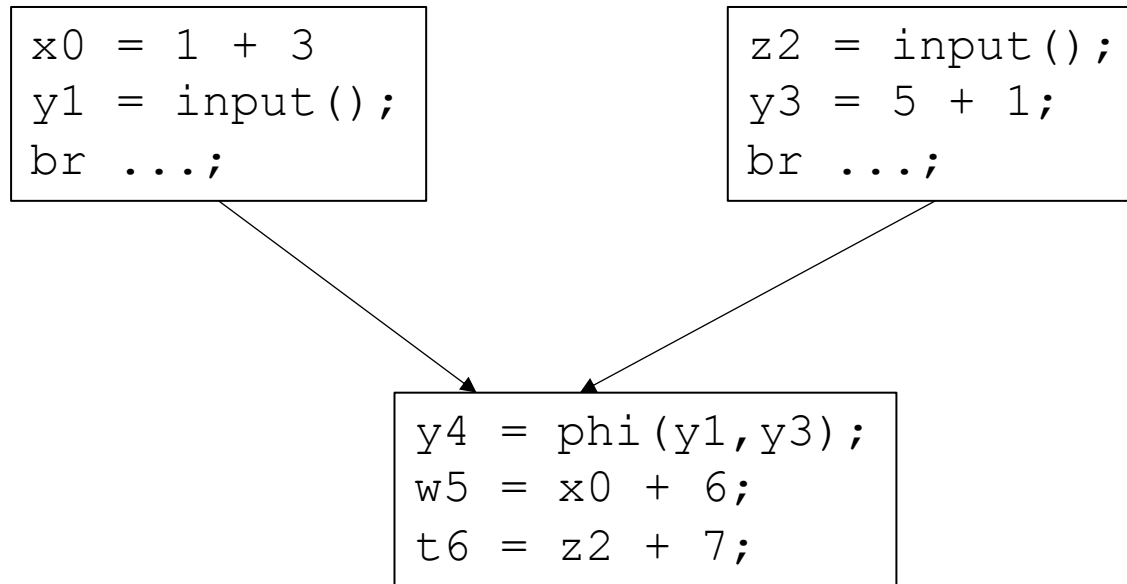 x0 = 1 + 3
y1 = input();
br ...;
z2 = input();
y3 = 5 + 1;
br ...;
y4 = phi(y1,y3);
w5 = x0 + 6;
t6 = z2 + 7;